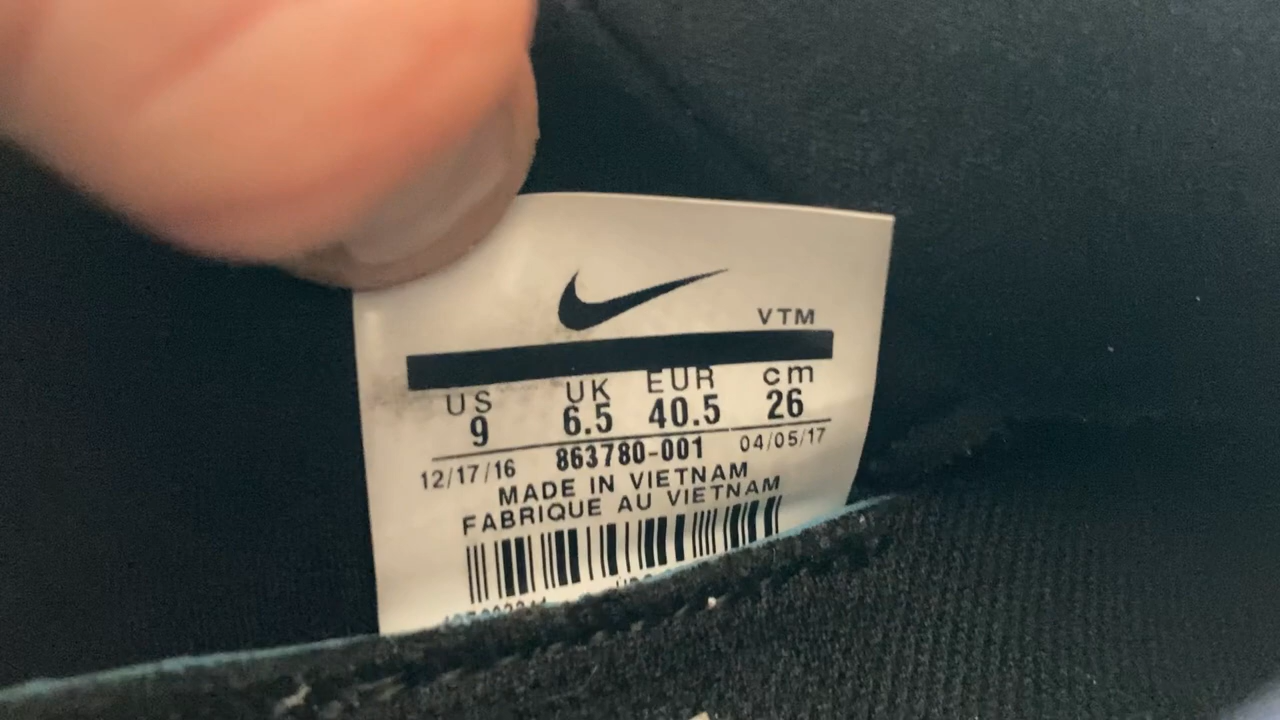 VTM
US UK EUR cm
9 6.5 40.5 26
12/17/16 863780-001 04/05/17
MADE IN VIETNAM
FABRIQUE AU VIETNAM